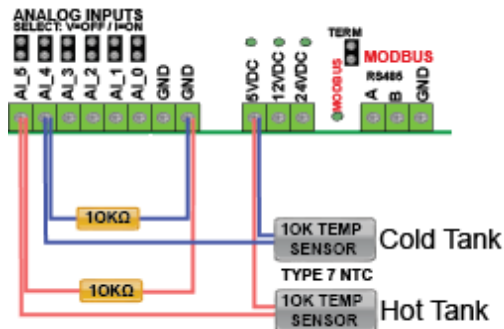 ANALOG INPUTS
SELECT: V=OFF / I=ON
AI_5
AI_4
AI_3
AI_2
AI_1
AI_0
GND
GND
5VDC
12VDC
24VDC
MODBUS
TERM
MODBUS
RS485
A
B
GND
10KΩ
10K TEMP
SENSOR
Cold Tank
TYPE 7 NTC
10KΩ
10K TEMP
SENSOR
Hot Tank